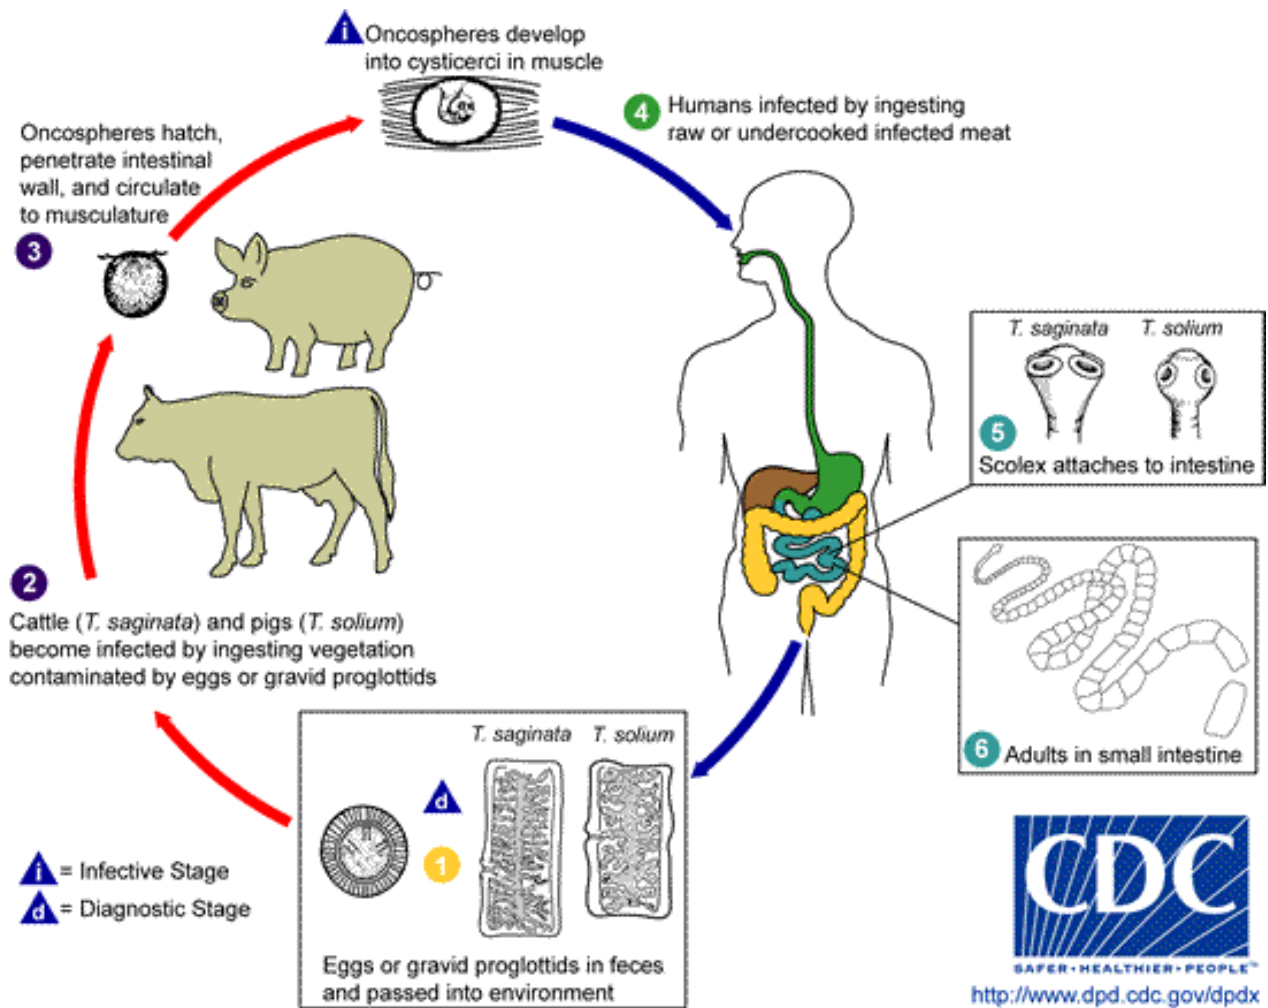 i
Oncospheres develop
into cysticerci in muscle
4
Humans infected by ingesting
raw or undercooked infected meat
Oncospheres hatch,
penetrate intestinal
wall, and circulate
to musculature
3
T. saginata T. solium
5
Scolex attaches to intestine
2
Cattle (T. saginata) and pigs (T. solium)
become infected by ingesting vegetation
contaminated by eggs or gravid proglottids
6 Adults in small intestine
T. saginata T. solium
d
1
Eggs or gravid proglottids in feces
and passed into environment
i = Infective Stage
d = Diagnostic Stage
CDC
SAFER•HEALTHIER•PEOPLE™
http://www.dpd.cdc.gov/dpdx